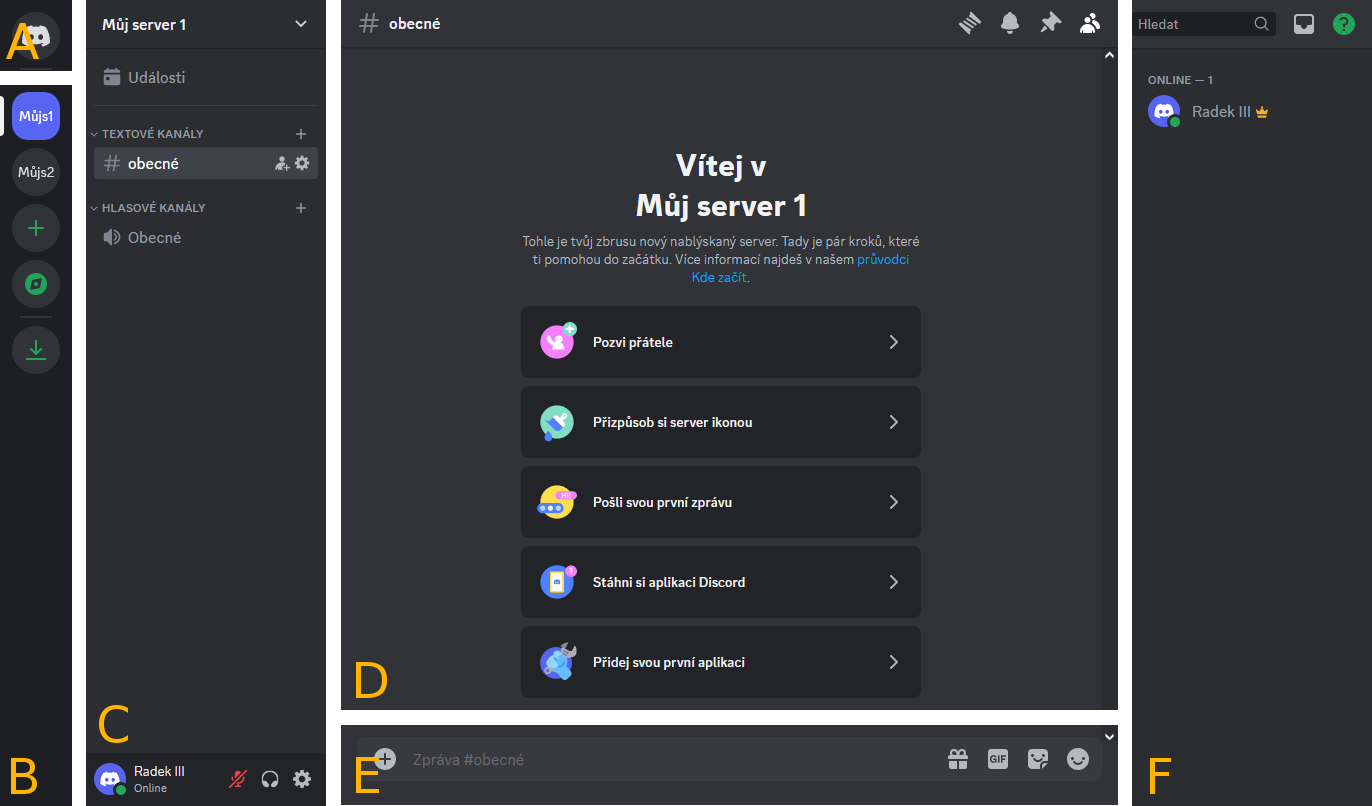 A
Můjs1
Můjs2
B
Můj server 1
Události
TEXTOVÉ KANÁLY
obecné
HLASOVÉ KANÁLY
Obecné
C
Radek III
Online
# obecné
Vítej v
Můj server 1
Tohle je tvůj zbrusu nový nablýskaný server. Tady je pár kroků, které
ti pomohou do začátku. Více informací najdeš v našem průvodci
Kde začít.
Pozvi přátele
Přizpůsob si server ikonou
HI!
Pošli svou první zprávu
1
Stáhni si aplikaci Discord
Přidej svou první aplikaci
D
Zpráva #obecné
GIF
E
Hledat
?
ONLINE — 1
Radek III
F